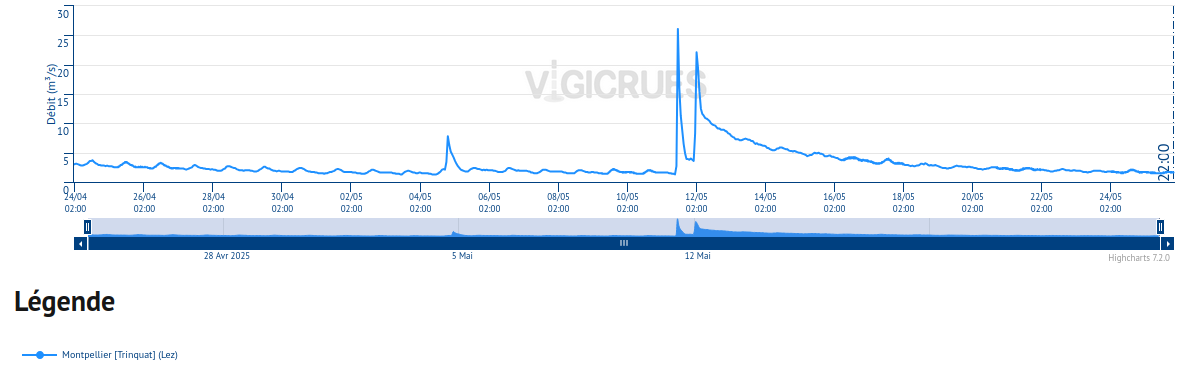 30
25
20
15
10
5
0
Débit (m³/s)
VIGICRUES
22:00
24/04 26/04 28/04 30/04 02/05 04/05 06/05 08/05 10/05 12/05 14/05 16/05 18/05 20/05 22/05 24/05
02:00 02:00 02:00 02:00 02:00 02:00 02:00 02:00 02:00 02:00 02:00 02:00 02:00 02:00 02:00 02:00
28 Avr 2025 5 Mai 12 Mai
Highcharts 7.2.0
Légende
Montpellier [Trinquat] (Lez)